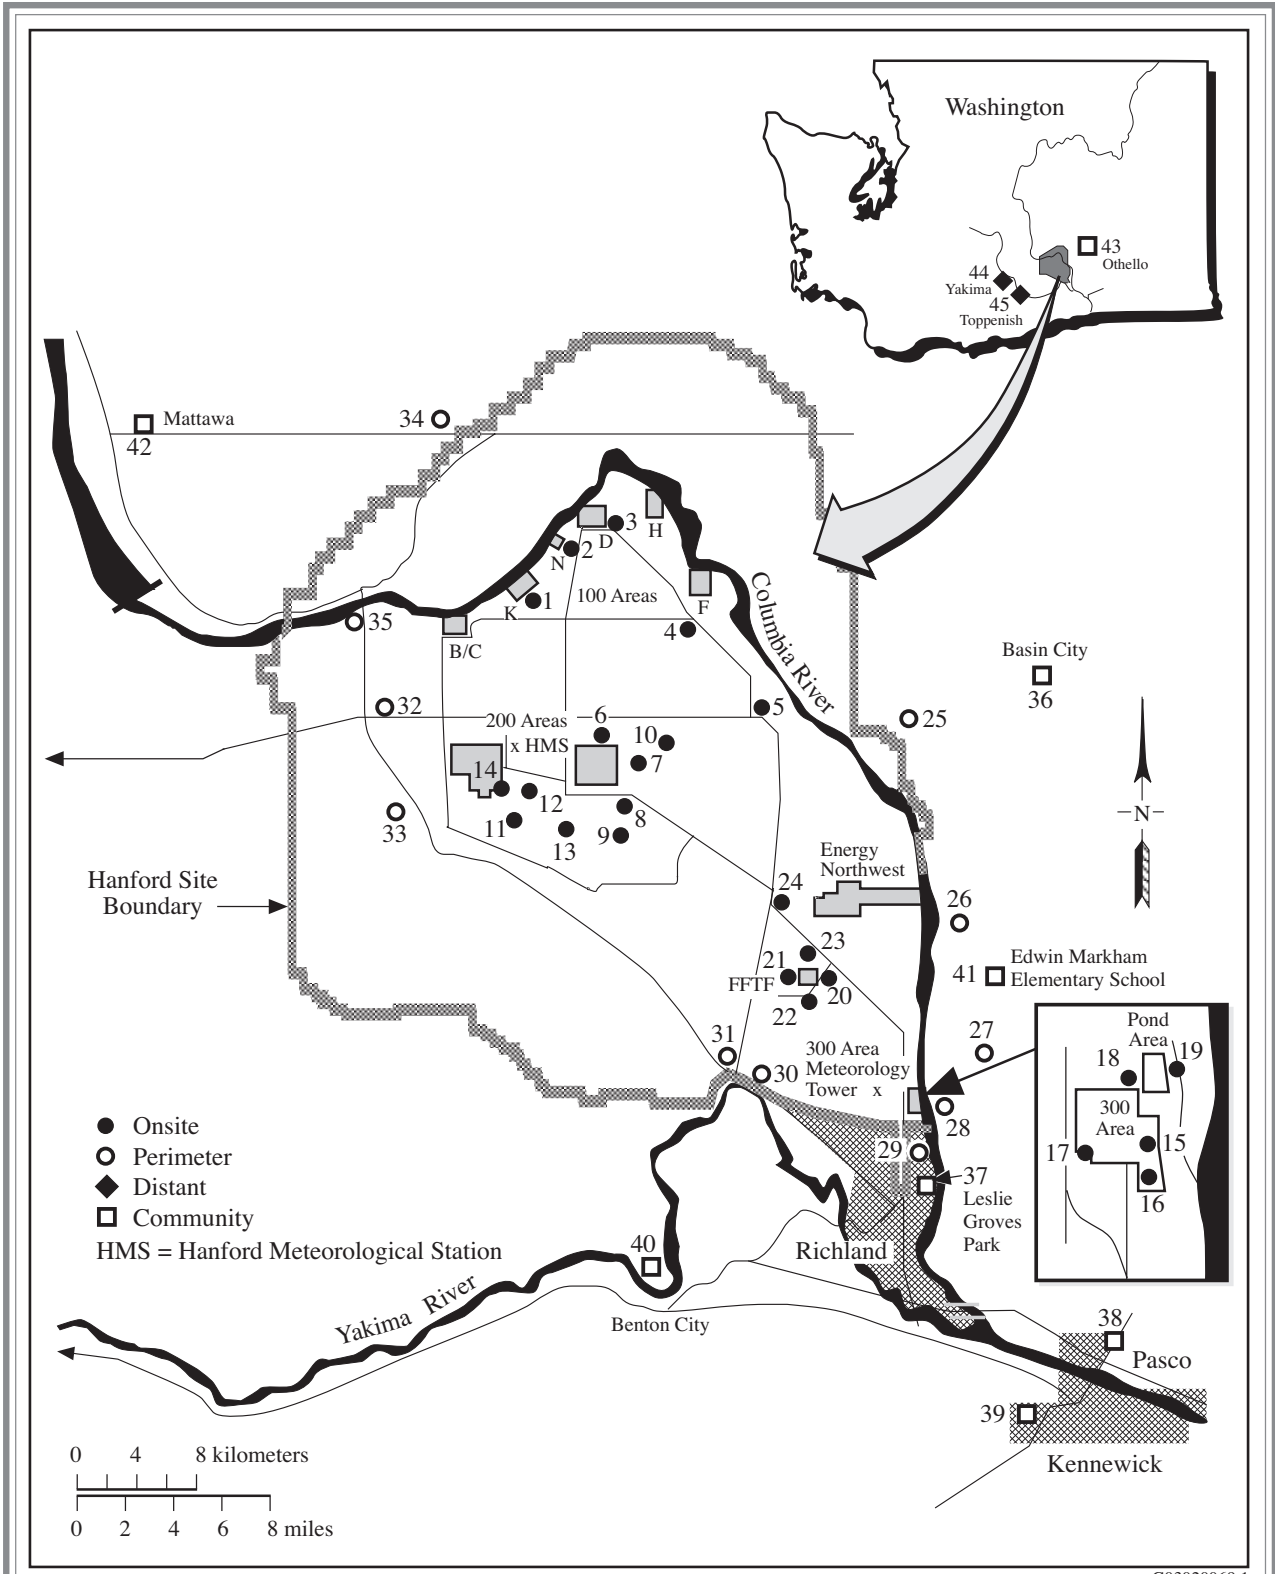 Washington
43
Othello
44
Yakima
45
Toppenish
Mattawa
42
34
3
H
D
2
N
100 Areas
K
1
F
4
35
B/C
Columbia River
Basin City
36
32
5
25
200 Areas
6
x HMS
10
7
14
12
8
11
13
9
33
N
Energy
Northwest
Hanford Site
Boundary
24
26
23
21
FFTF
20
22
41
Edwin Markham
Elementary School
31
30
27
300 Area
Meteorology
Tower x
28
29
37
Leslie
Groves
Park
Pond
Area
18
19
300
Area
17
15
16
Onsite
Perimeter
Distant
Community
HMS = Hanford Meteorological Station
40
Richland
Yakima River
Benton City
38
Pasco
39
Kennewick
0 4 8 kilometers
0 2 4 6 8 miles